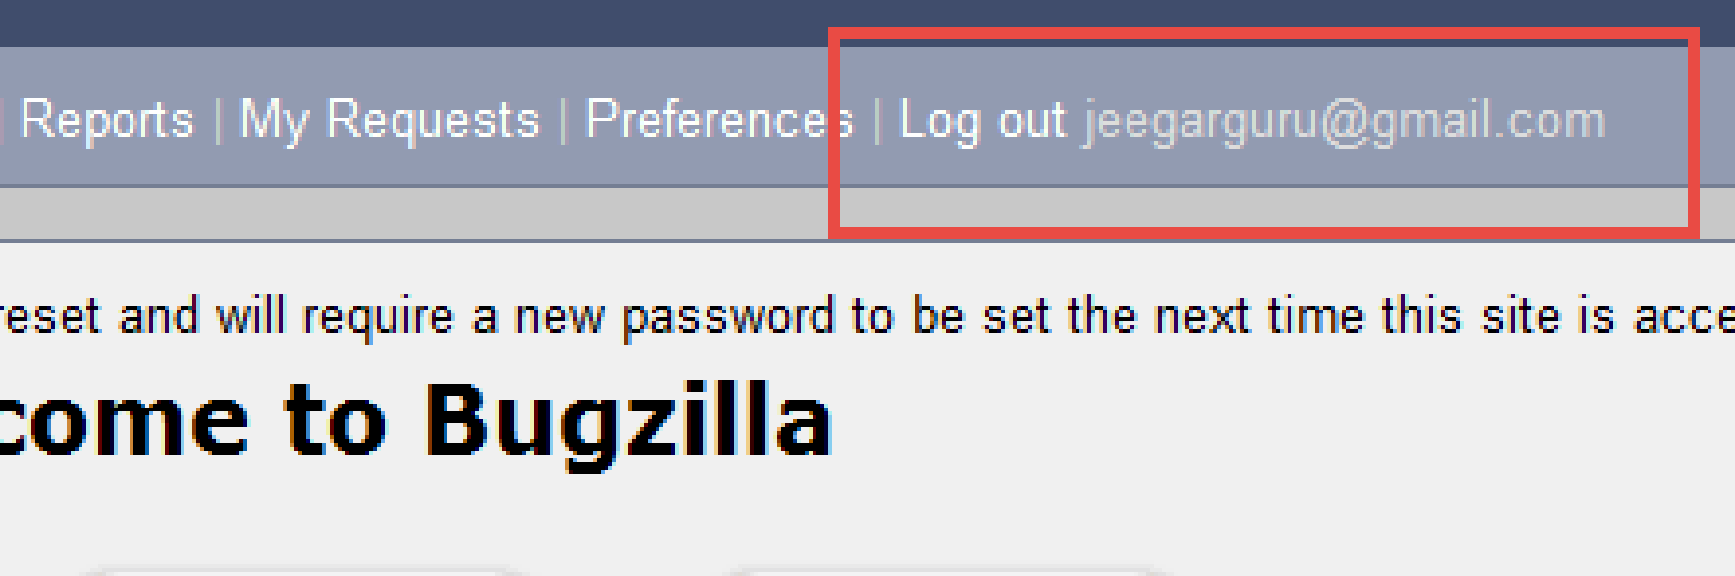 Reports | My Requests | Preferences | Log out jeegarguru@gmail.com
reset and will require a new password to be set the next time this site is acce
come to Bugzilla